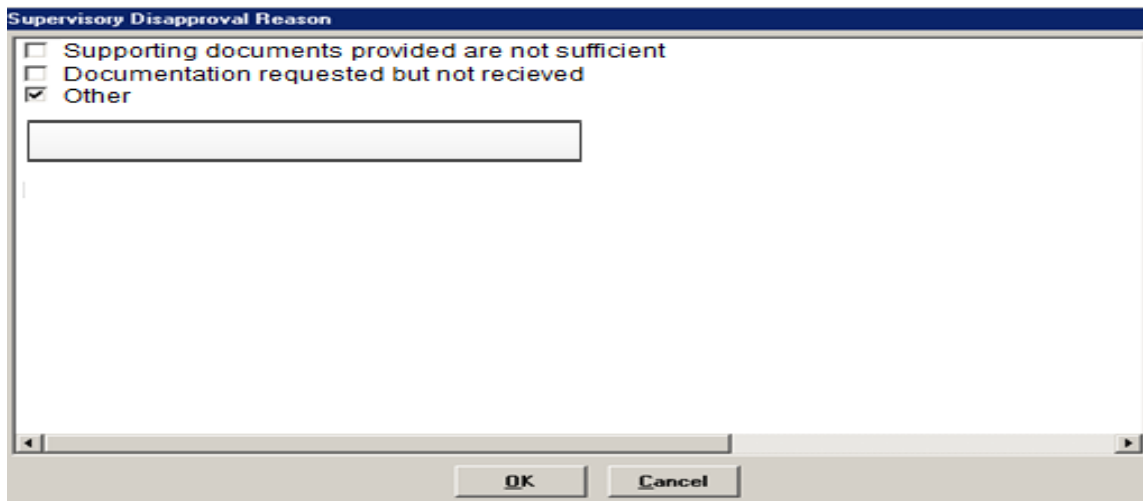 Supervisory Disapproval Reason
Supporting documents provided are not sufficient
Documentation requested but not recieved
Other
OK
Cancel